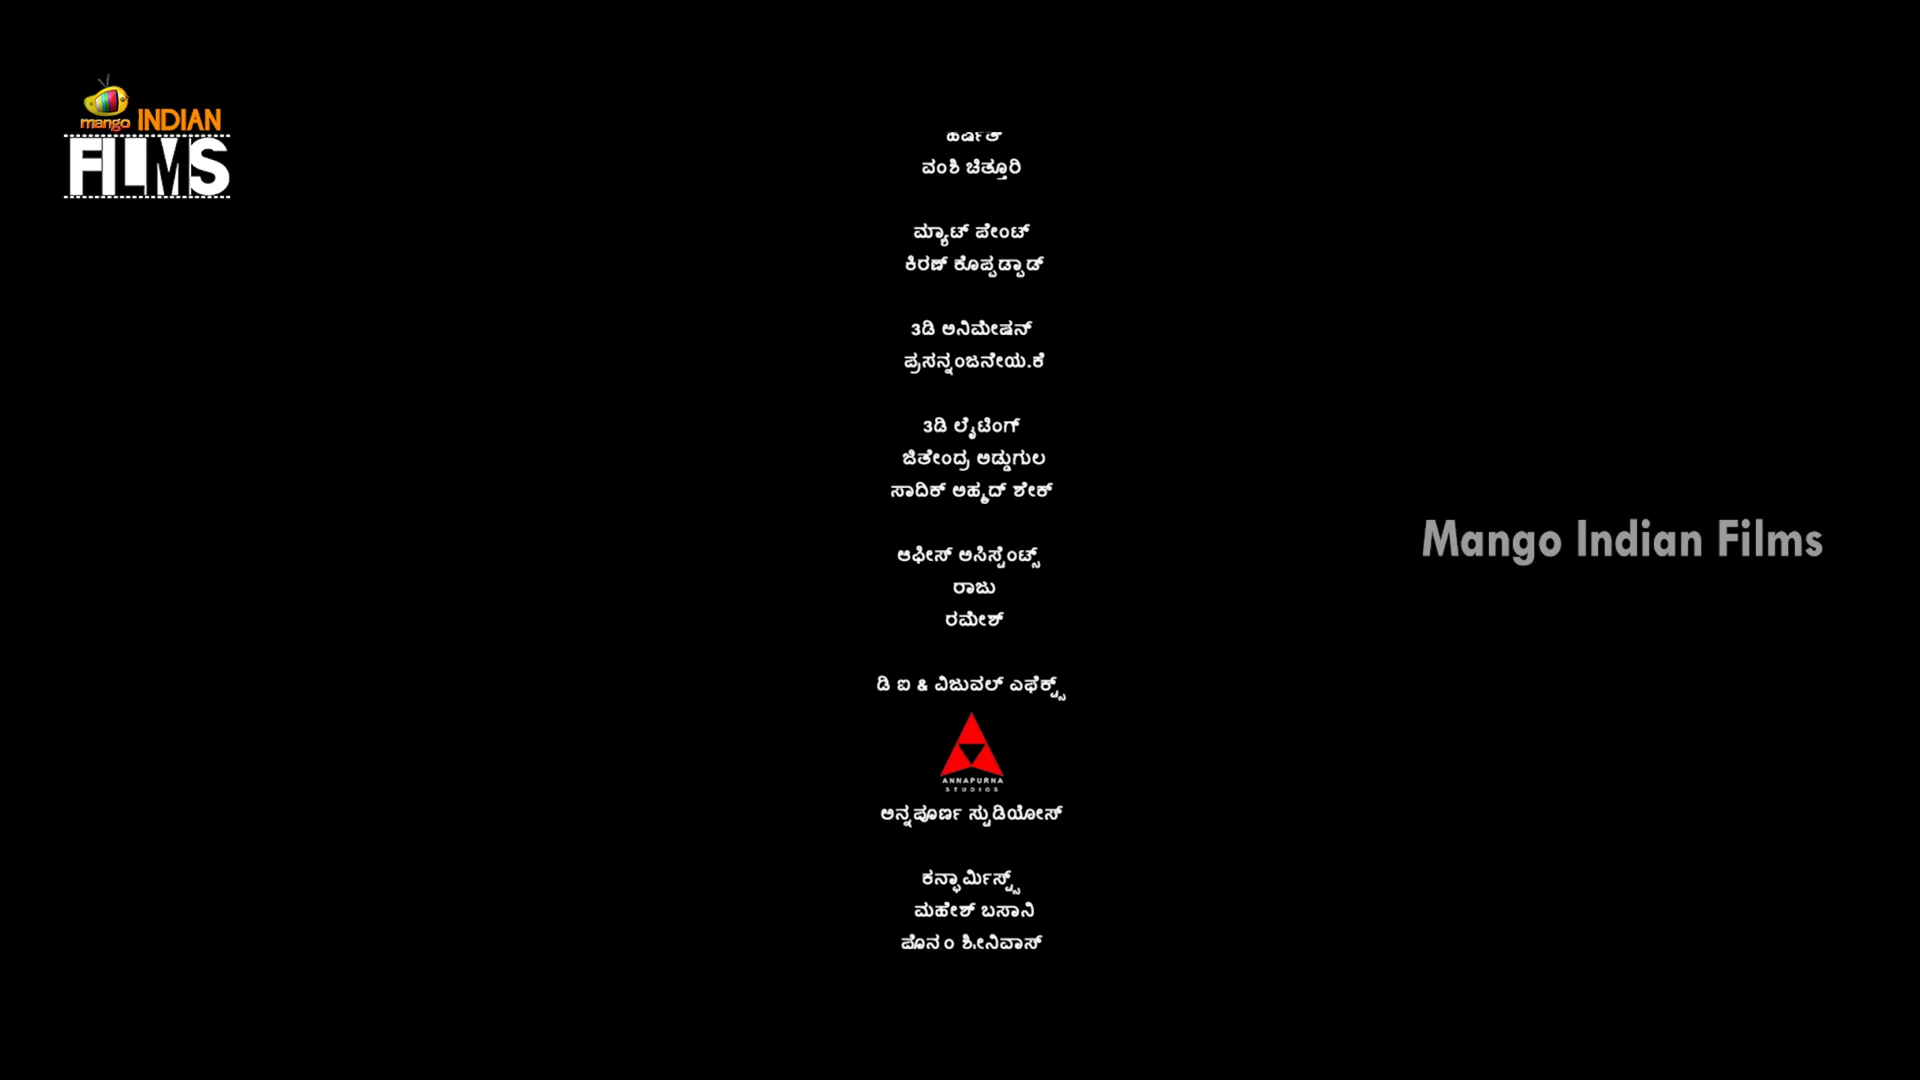 mango INDIAN
FILMS
ವಂಶಿ ಚಿತ್ತೂರಿ
ಮ್ಯಾಟ್ ಪೇಂಟ್
ಕಿರಣ್ ಕೊಪ್ಪಡ್ಪಾಡ್
3ಡಿ ಅನಿಮೇಷನ್
ಪ್ರಸನ್ನಂಜನೇಯ.ಕೆ
3ಡಿ ಲೈಟಿಂಗ್
ಜಿತೇಂದ್ರ ಅಡ್ಡುಗುಲ
ಸಾದಿಕ್ ಅಹ್ಮದ್ ಶೇಕ್
Mango Indian Films
ಆಫೀಸ್ ಅಸಿಸ್ಟೆಂಟ್ಸ್
ರಾಜು
ರಮೇಶ್
ಡಿ ಐ & ವಿಜುವಲ್ ಎಫೆಕ್ಟ್ಸ್
ANNAPURNA
STUDIOS
ಅನ್ನಪೂರ್ಣ ಸ್ಟುಡಿಯೋಸ್
ಕನ್ಫಾರ್ಮಿಸ್ಟ್ಸ್
ಮಹೇಶ್ ಬಸಾನಿ
ಶ್ರೀನಿವಾಸ್